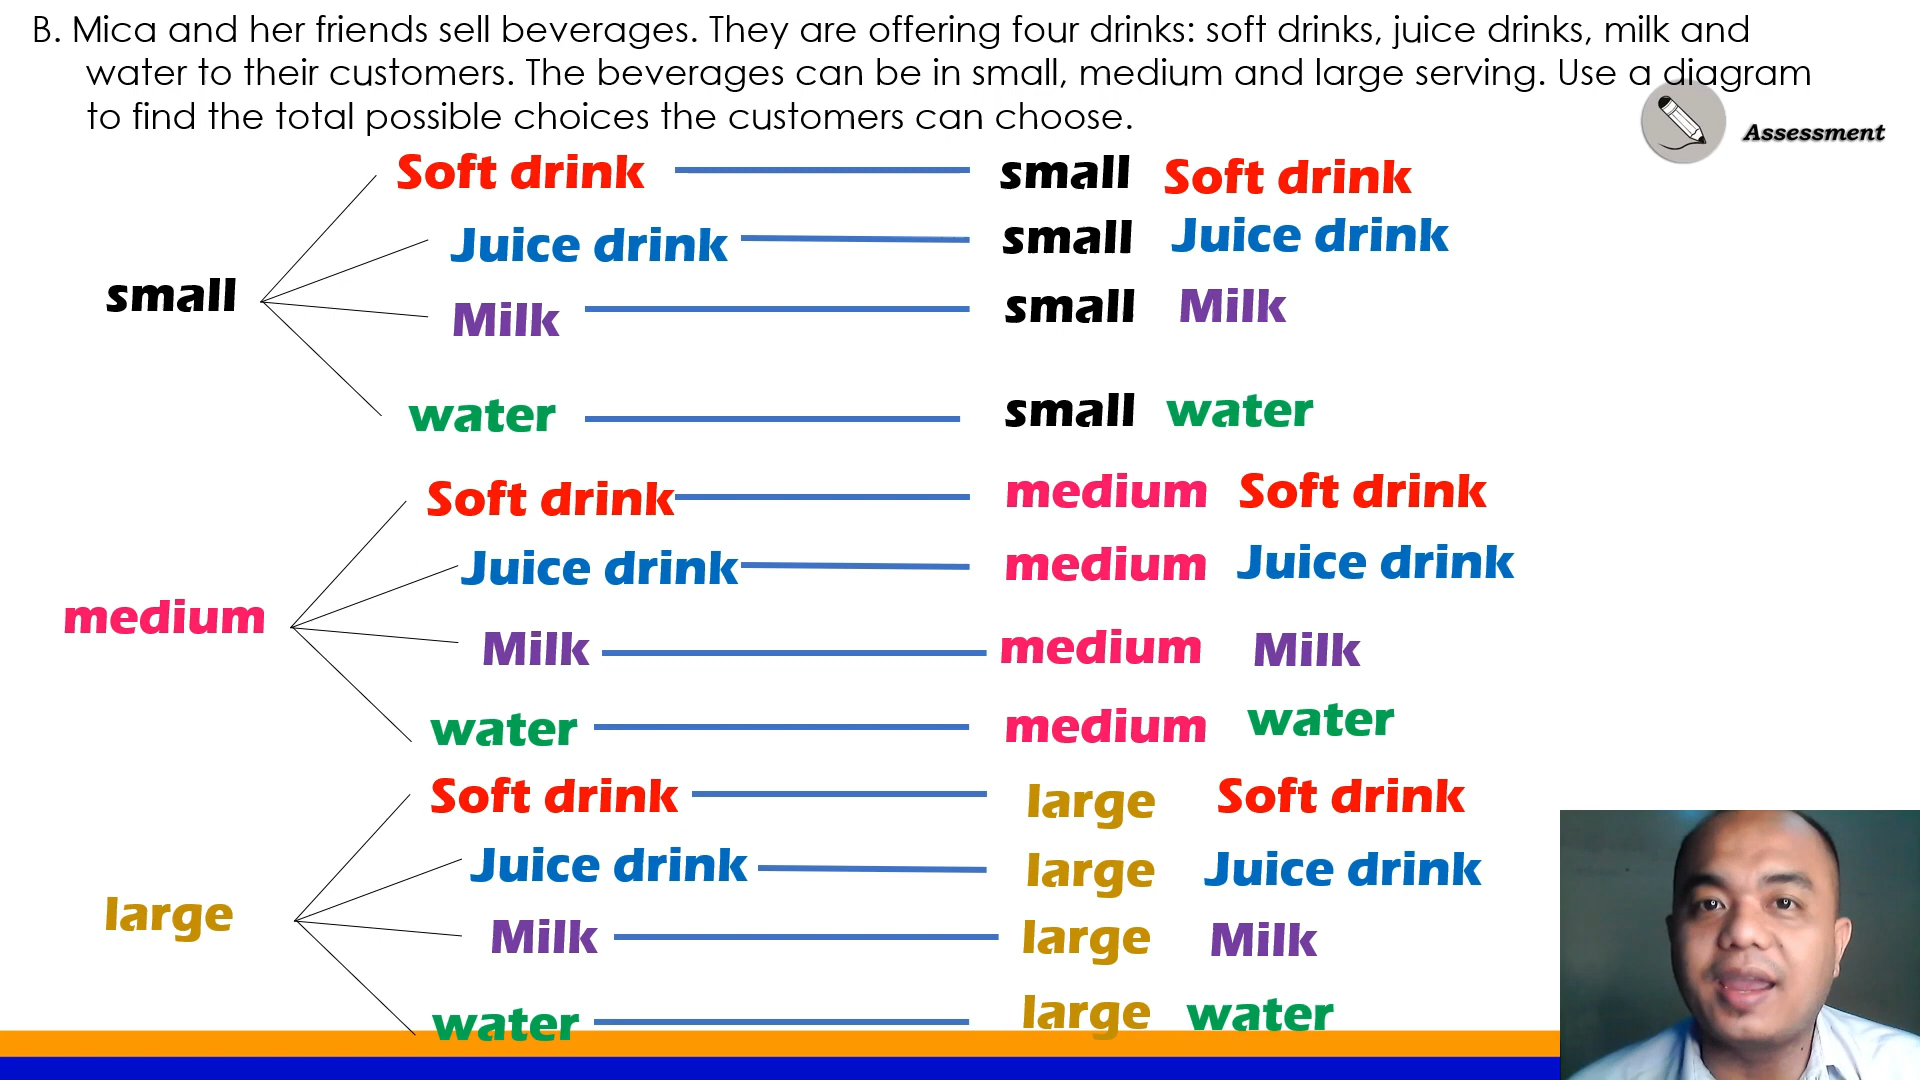 B. Mica and her friends sell beverages. They are offering four drinks: soft drinks, juice drinks, milk and
water to their customers. The beverages can be in small, medium and large serving. Use a diagram
to find the total possible choices the customers can choose.
Assessment
Soft drink small Soft drink
Juice drink small Juice drink
small
Milk small Milk
water small water
Soft drink medium Soft drink
Juice drink medium Juice drink
medium
Milk medium Milk
water medium water
Soft drink large Soft drink
Juice drink large Juice drink
large
Milk large Milk
water large water